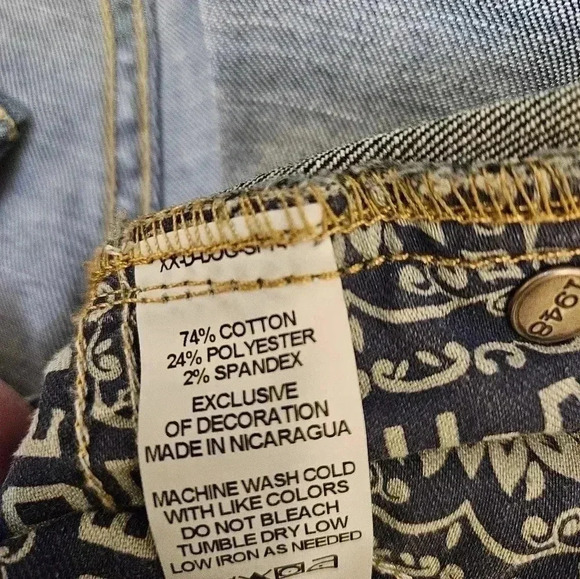 74% COTTON
24% POLYESTER
2% SPANDEX
EXCLUSIVE
OF DECORATION
MADE IN NICARAGUA
MACHINE WASH COLD
WITH LIKE COLORS
DO NOT BLEACH
TUMBLE DRY LOW
LOW IRON AS NEEDED
1948